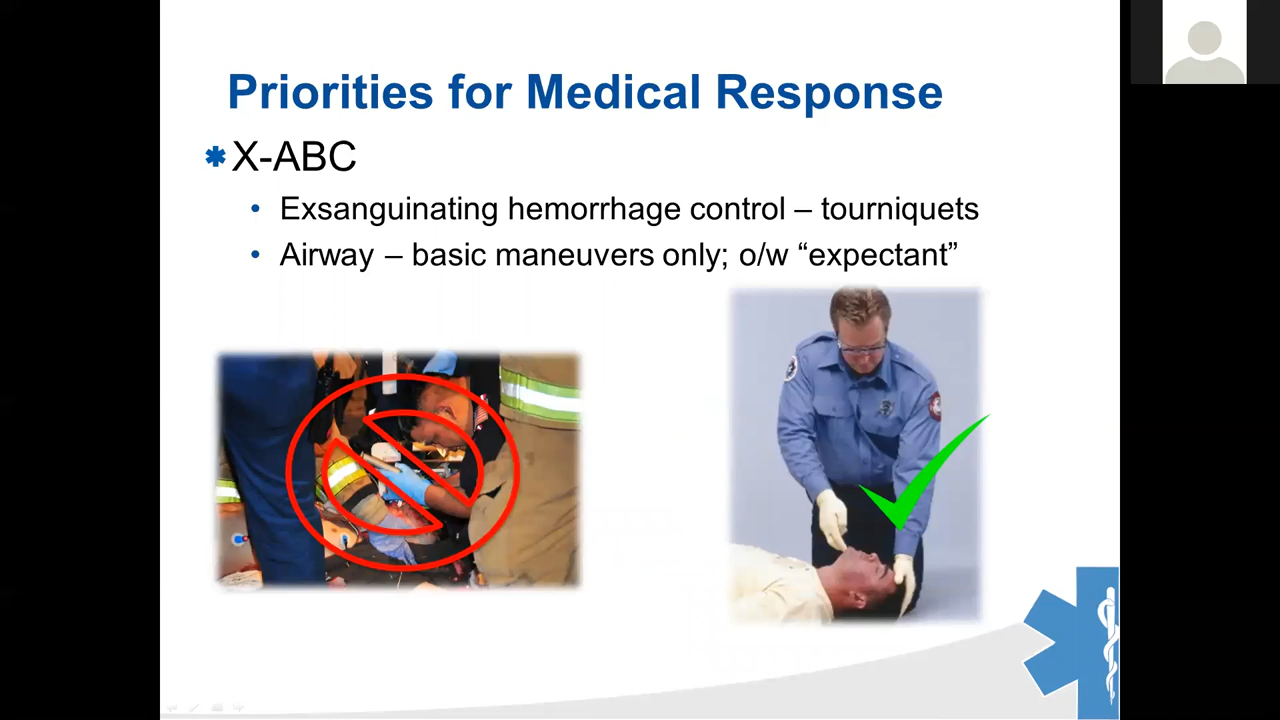 Priorities for Medical Response
X-ABC
• Exsanguinating hemorrhage control – tourniquets
• Airway – basic maneuvers only; o/w “expectant”